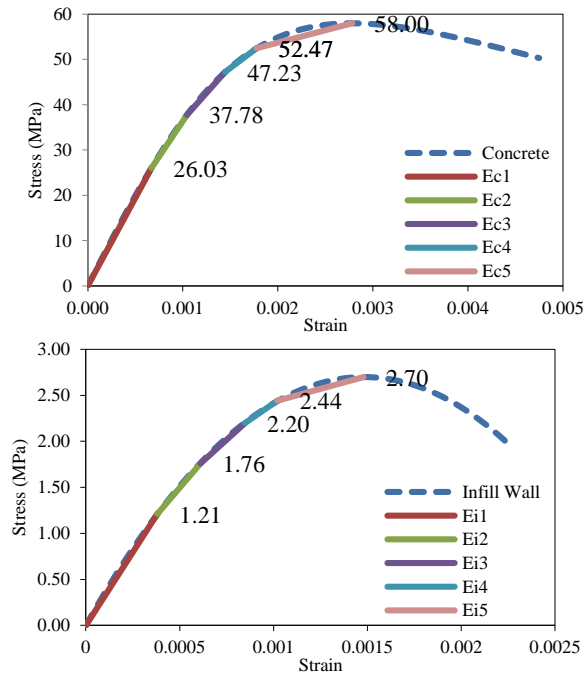 Stress (MPa)
60
50
40
30
20
10
0
58.00
52.47
47.23
37.78
26.03
Concrete
Ec1
Ec2
Ec3
Ec4
Ec5
0.000 0.001 0.002 0.003 0.004 0.005
Strain
Stress (MPa)
3.00
2.50
2.00
1.50
1.00
0.50
0.00
2.70
2.44
2.20
1.76
1.21
Infill Wall
Ei1
Ei2
Ei3
Ei4
Ei5
0 0.0005 0.001 0.0015 0.002 0.0025
Strain